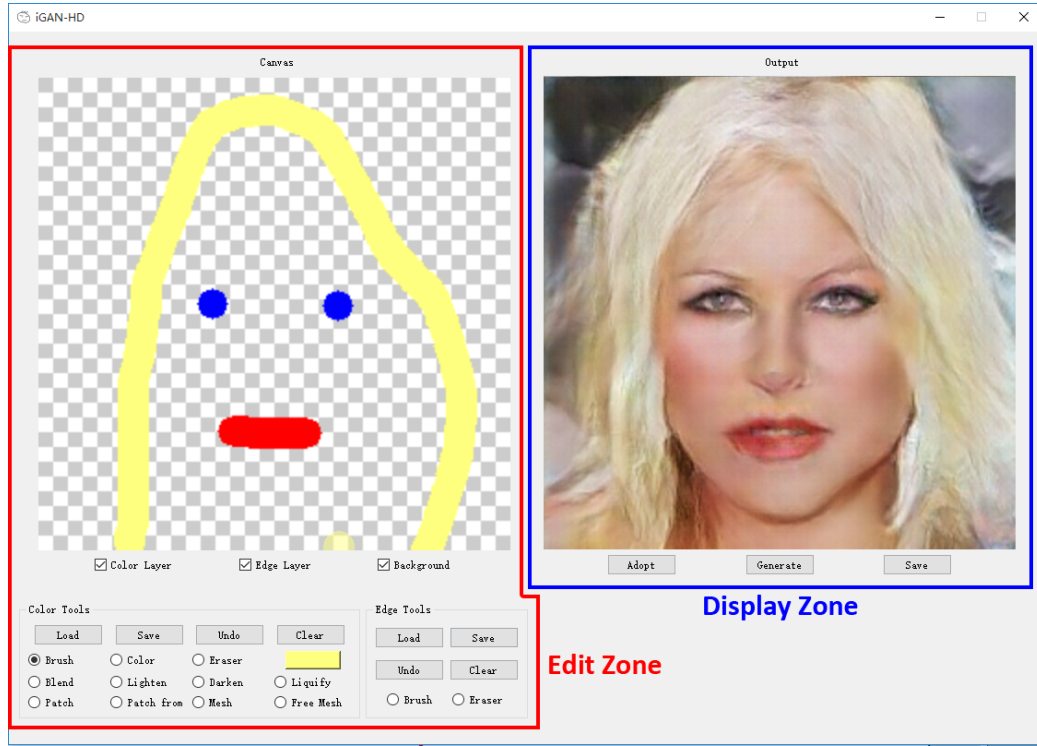 iGAN-HD
Canvas
Output
Color Layer Edge Layer Background
Adopt Generate Save
Display Zone
Color Tools
Load Save Undo Clear
Brush Color Eraser
Blend Lighten Darken Liquify
Patch Patch from Mesh Free Mesh
Edge Tools
Load Save
Undo Clear
Brush Eraser
Edit Zone